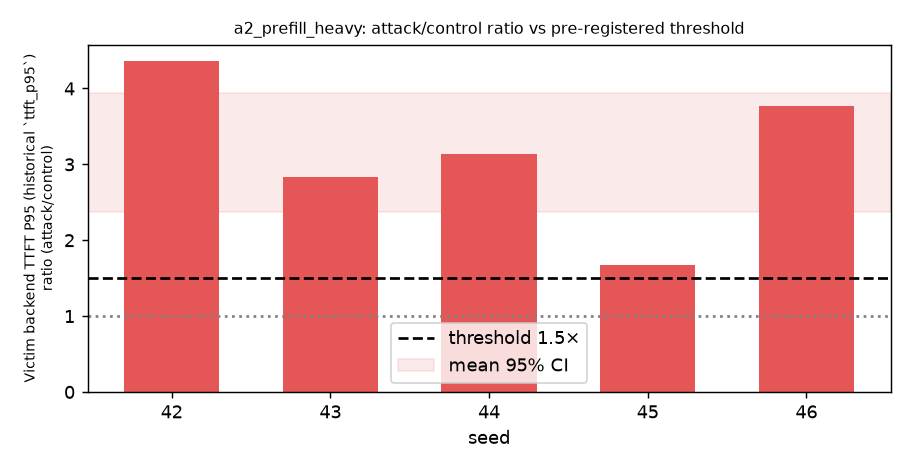 a2_prefill_heavy: attack/control ratio vs pre-registered threshold
Victim backend TTFT P95 (historical `ttft_p95`)
ratio (attack/control)
4
3
2
1
0
threshold 1.5×
mean 95% CI
42
43
44
45
46
seed